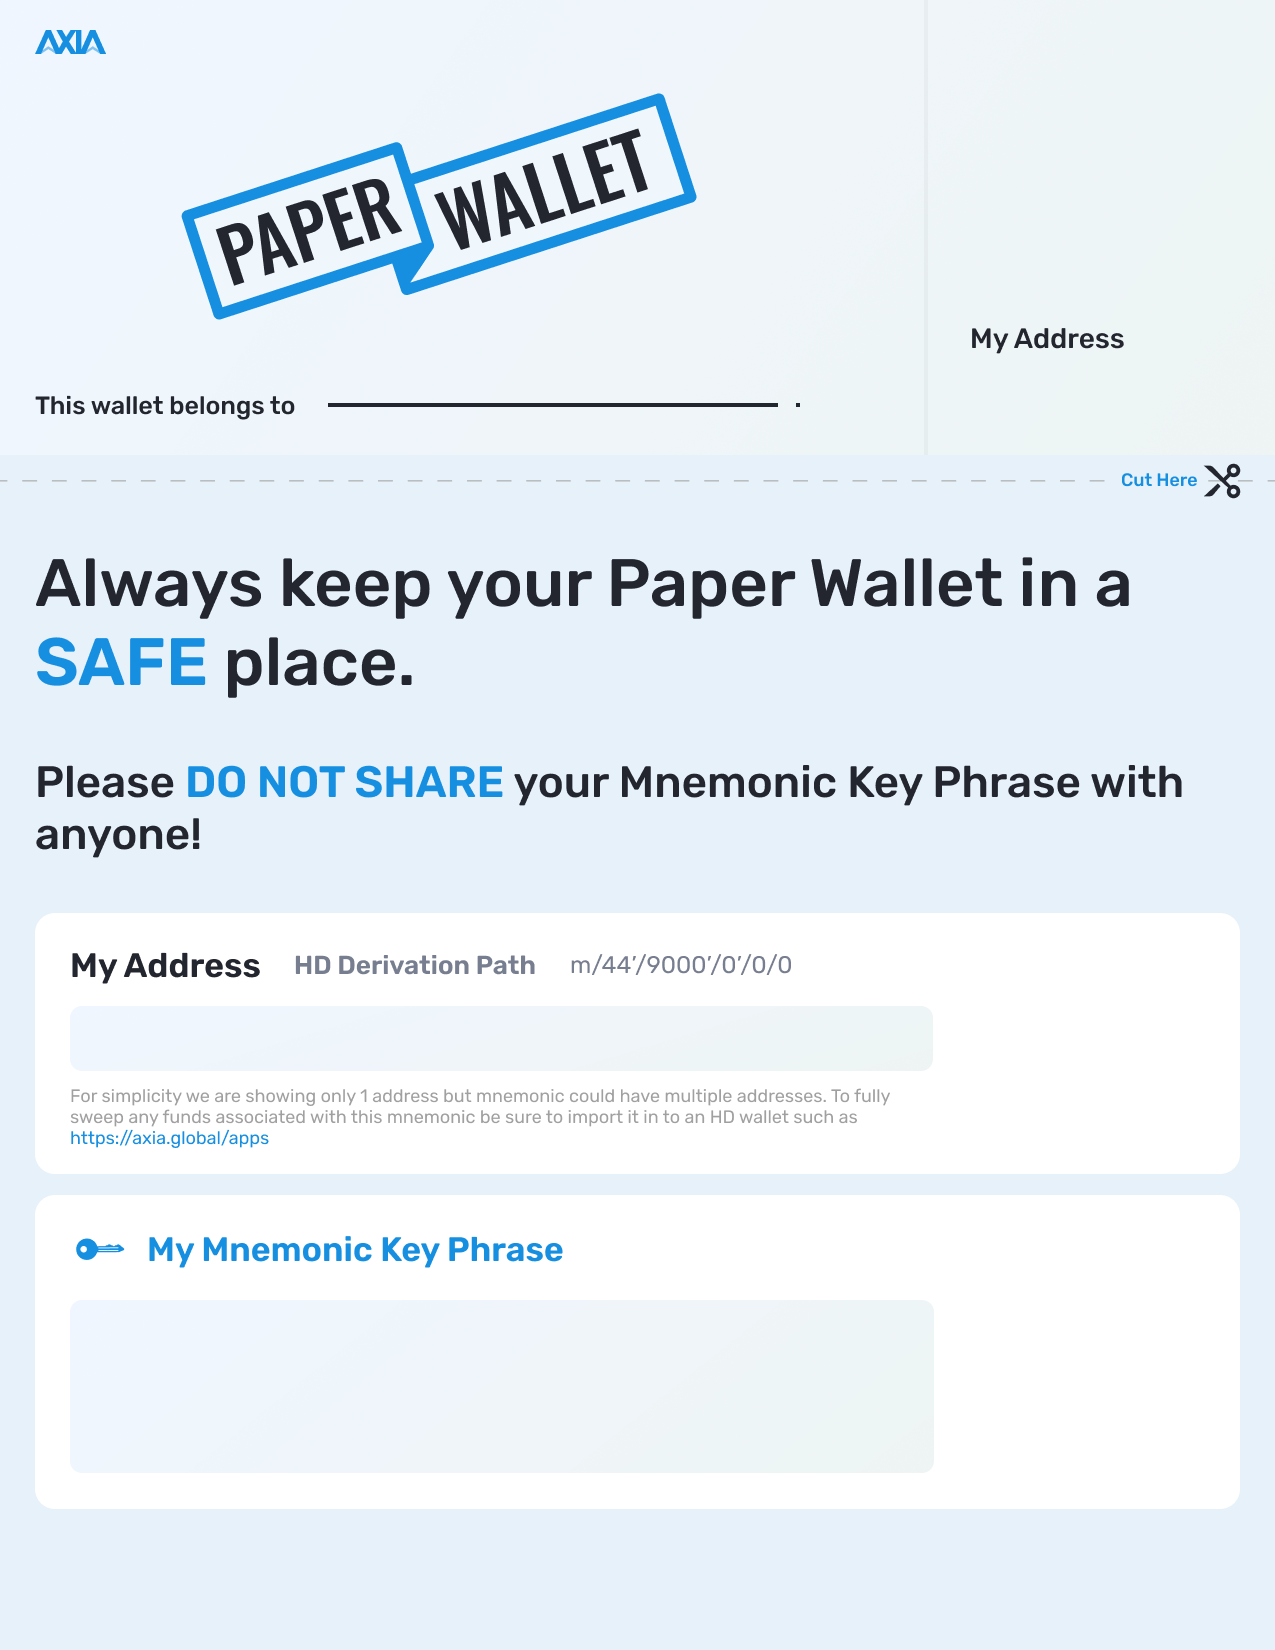 AXIA
PAPER WALLET
My Address
This wallet belongs to .
Cut Here
Always keep your Paper Wallet in a
SAFE place.
Please DO NOT SHARE your Mnemonic Key Phrase with
anyone!
My Address HD Derivation Path m/44’/9000’/0’/0/0
For simplicity we are showing only 1 address but mnemonic could have multiple addresses. To fully
sweep any funds associated with this mnemonic be sure to import it in to an HD wallet such as
https://axia.global/apps
My Mnemonic Key Phrase